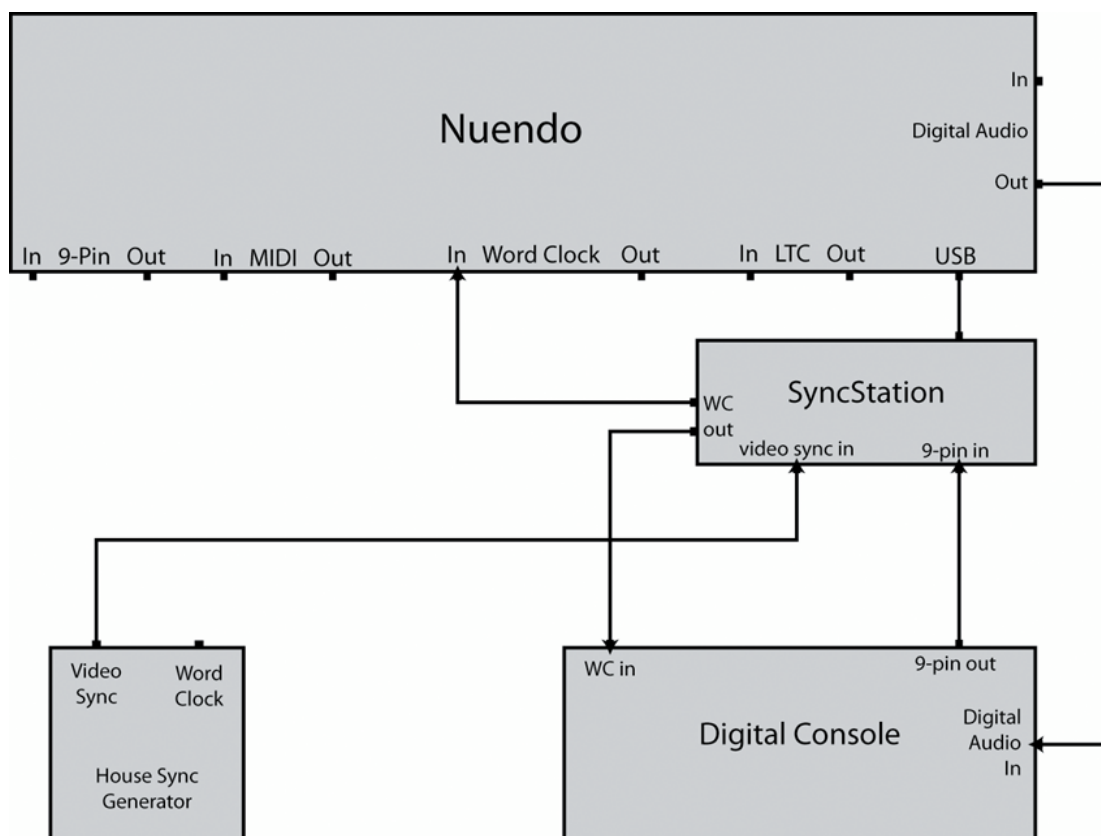 In
Nuendo
Digital Audio
Out
In 9-Pin Out In MIDI Out In Word Clock Out In LTC Out USB
SyncStation
WC
out
video sync in 9-pin in
Video
Sync
Word
Clock
House Sync
Generator
WC in
9-pin out
Digital Console
Digital
Audio
In